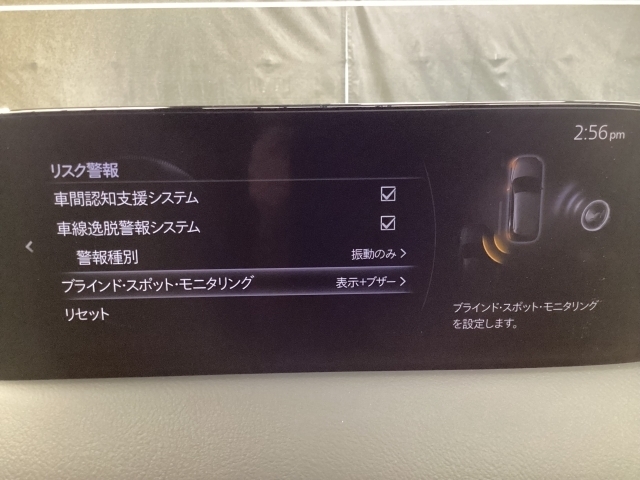 2:56pm
リスク警報
車間認知支援システム
車線逸脱警報システム
警報種別 振動のみ
ブラインド・スポット・モニタリング 表示+ブザー
リセット
ブラインド・スポット・モニタリング
を設定します。